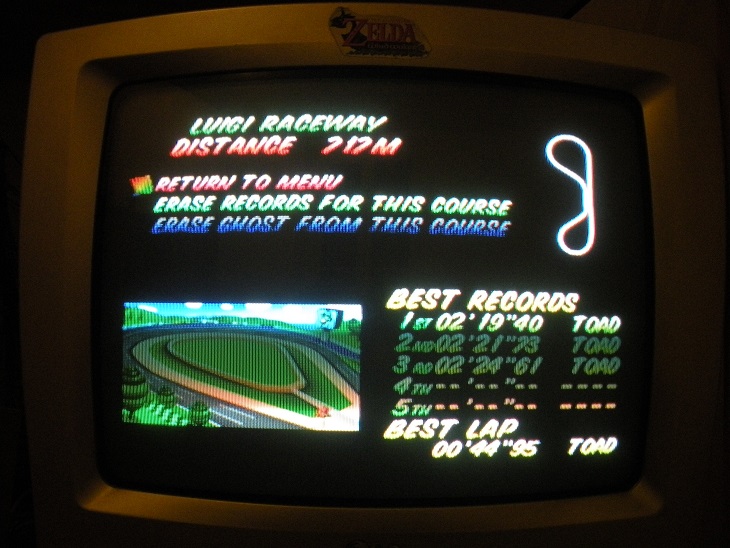 ZELDA
LUIGI RACEWAY
DISTANCE 717M
RETURN TO MENU
ERASE RECORDS FOR THIS COURSE
ERASE GHOST FROM THIS COURSE
BEST RECORDS
1ST 02'19"40 TOAD
2ND 02'21"73 TOAD
3RD 02'24"61 TOAD
4TH --'--"-- ----
5TH --'--"-- ----
BEST LAP
00'44"95 TOAD